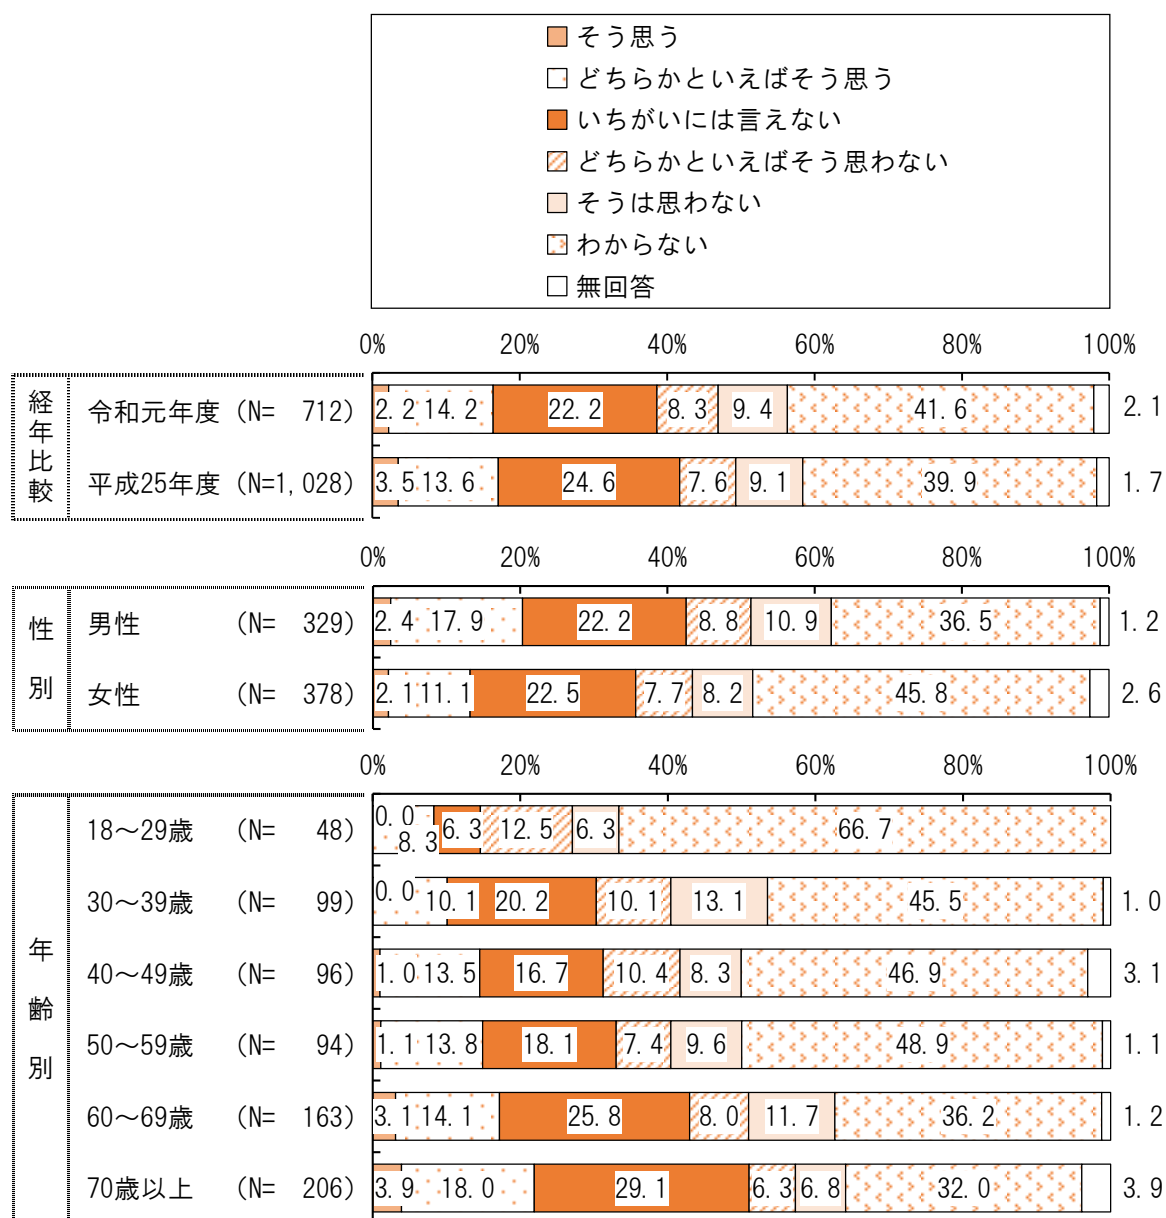 そう思う
どちらかといえばそう思う
いちがいには言えない
どちらかといえばそう思わない
そうは思わない
わからない
無回答
0% 20% 40% 60% 80% 100%
経年比較
令和元年度 (N= 712) 2.2 14.2 22.2 8.3 9.4 41.6 2.1
平成25年度 (N=1,028) 3.5 13.6 24.6 7.6 9.1 39.9 1.7
0% 20% 40% 60% 80% 100%
性別
男性 (N= 329) 2.4 17.9 22.2 8.8 10.9 36.5 1.2
女性 (N= 378) 2.1 11.1 22.5 7.7 8.2 45.8 2.6
0% 20% 40% 60% 80% 100%
年齢別
18～29歳 (N= 48) 0.0 8.3 6.3 12.5 6.3 66.7
30～39歳 (N= 99) 0.0 10.1 20.2 10.1 13.1 45.5 1.0
40～49歳 (N= 96) 1.0 13.5 16.7 10.4 8.3 46.9 3.1
50～59歳 (N= 94) 1.1 13.8 18.1 7.4 9.6 48.9 1.1
60～69歳 (N= 163) 3.1 14.1 25.8 8.0 11.7 36.2 1.2
70歳以上 (N= 206) 3.9 18.0 29.1 6.3 6.8 32.0 3.9